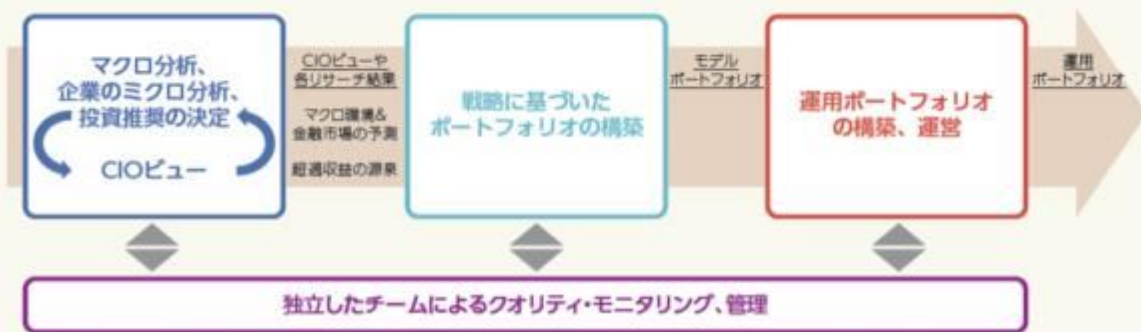 マクロ分析、
企業のミクロ分析、
投資推奨の決定
CIOビュー
CIOビューや
各リサーチ結果
マクロ環境&
金融市場の予測
超過収益の源泉
戦略に基づいた
ポートフォリオの構築
モデル
ポートフォリオ
運用ポートフォリオ
の構築、運営
運用
ポートフォリオ
独立したチームによるクオリティ・モニタリング、管理